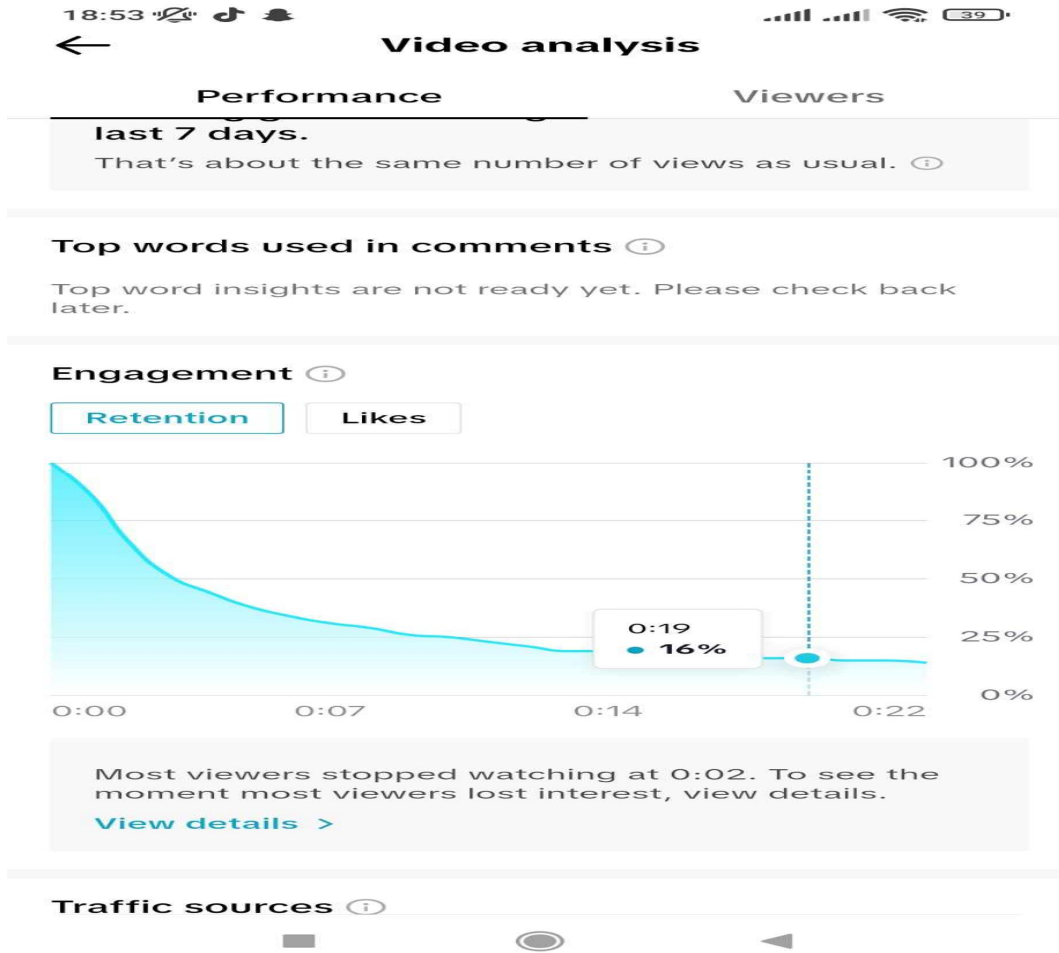 18:53
39
Video analysis
Performance
Viewers
last 7 days.
That's about the same number of views as usual.
Top words used in comments
Top word insights are not ready yet. Please check back
later.
Engagement
Retention
Likes
100%
75%
50%
25%
0%
0:19
16%
0:00
0:07
0:14
0:22
Most viewers stopped watching at 0:02. To see the
moment most viewers lost interest, view details.
View details >
Traffic sources